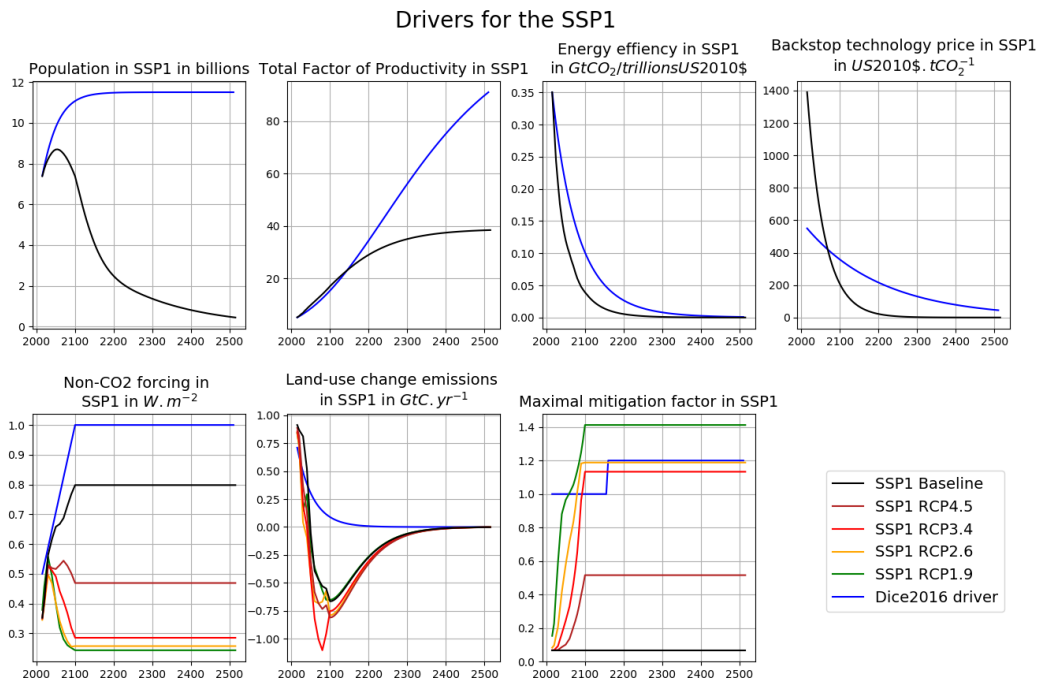 Drivers for the SSP1
Population in SSP1 in billions
12
10
8
6
4
2
0
2000 2100 2200 2300 2400 2500
Total Factor of Productivity in SSP1
80
60
40
20
2000 2100 2200 2300 2400 2500
Energy effiency in SSP1
in GtCO₂/trillionsUS2010$
0.35
0.30
0.25
0.20
0.15
0.10
0.05
0.00
2000 2100 2200 2300 2400 2500
Backstop technology price in SSP1
in US2010$.tCO₂⁻¹
1400
1200
1000
800
600
400
200
0
2000 2100 2200 2300 2400 2500
Non-CO2 forcing in
SSP1 in W.m⁻²
1.0
0.9
0.8
0.7
0.6
0.5
0.4
0.3
2000 2100 2200 2300 2400 2500
Land-use change emissions
in SSP1 in GtC.yr⁻¹
1.00
0.75
0.50
0.25
0.00
−0.25
−0.50
−0.75
−1.00
2000 2100 2200 2300 2400 2500
Maximal mitigation factor in SSP1
1.4
1.2
1.0
0.8
0.6
0.4
0.2
0.0
2000 2100 2200 2300 2400 2500
SSP1 Baseline
SSP1 RCP4.5
SSP1 RCP3.4
SSP1 RCP2.6
SSP1 RCP1.9
Dice2016 driver